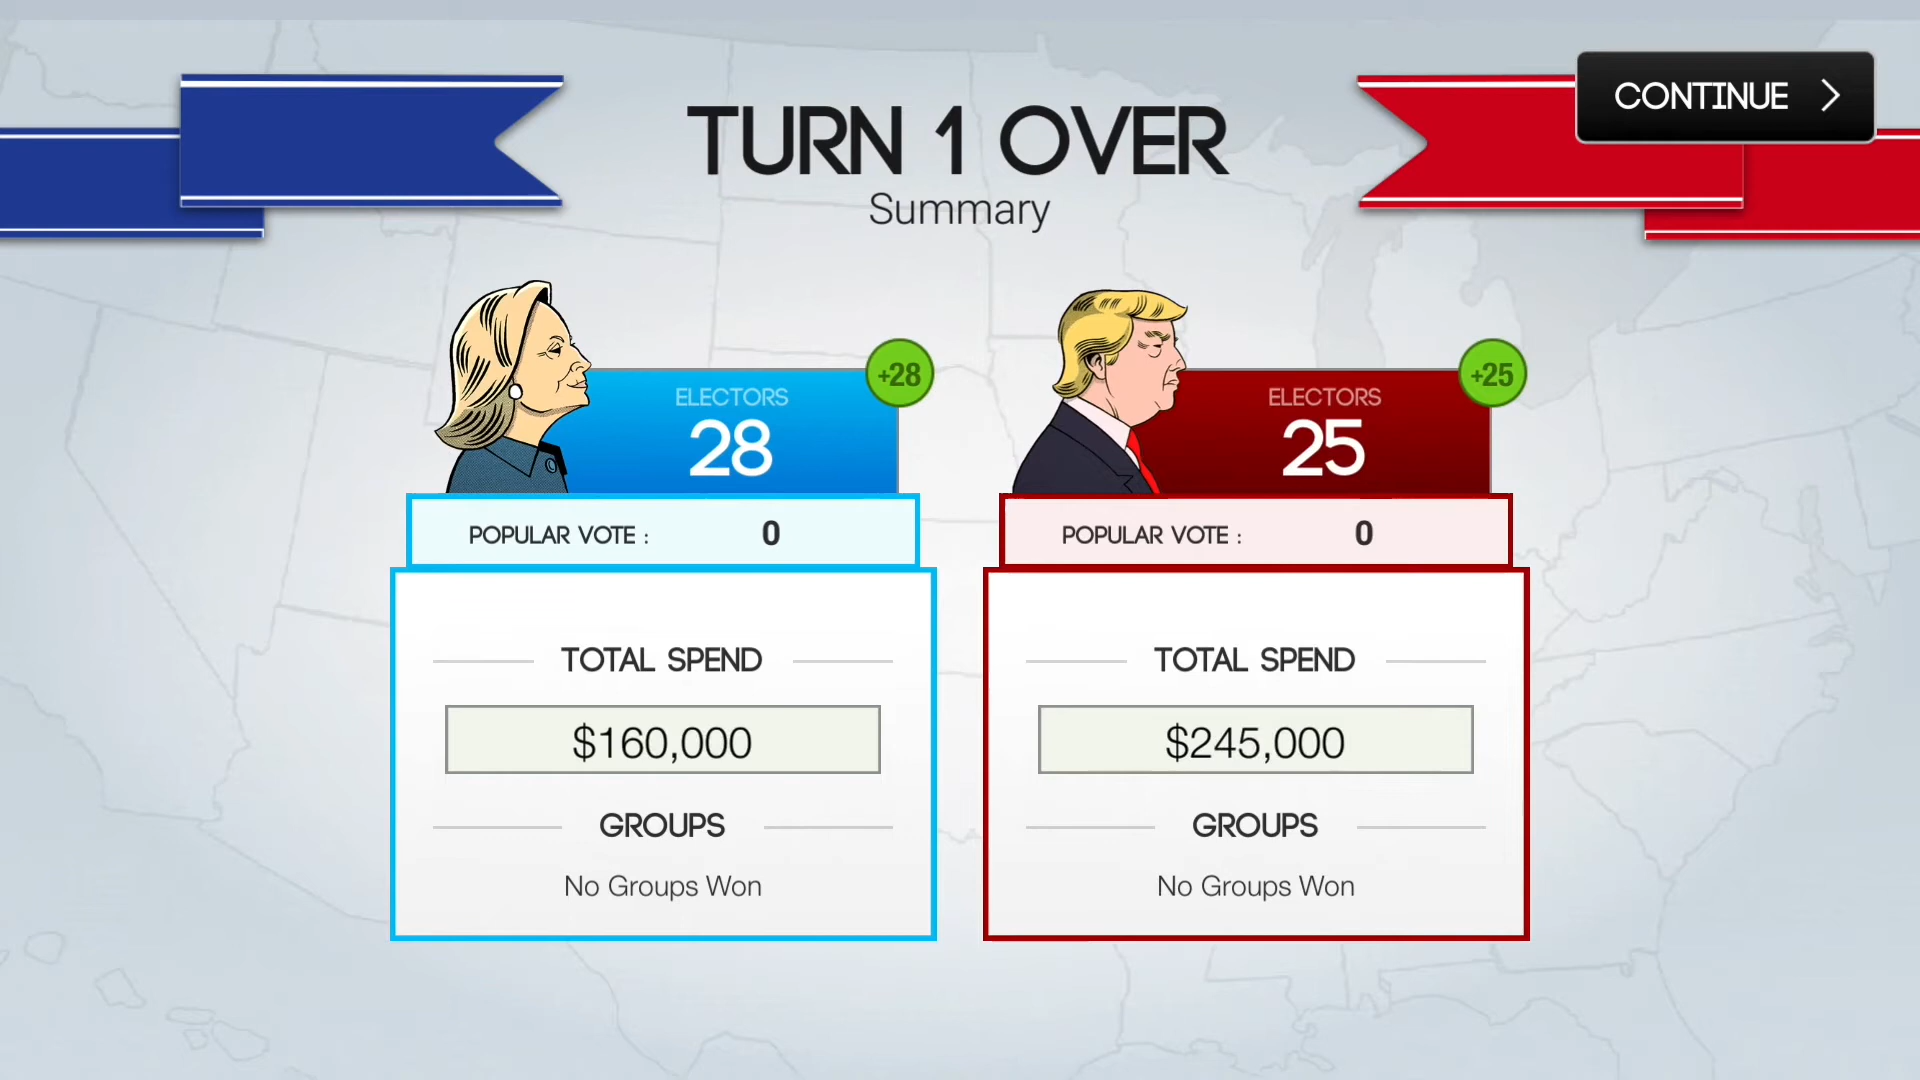 CONTINUE
TURN 1 OVER
Summary
+28
ELECTORS
28
POPULAR VOTE : 0
TOTAL SPEND
$160,000
GROUPS
No Groups Won
+25
ELECTORS
25
POPULAR VOTE : 0
TOTAL SPEND
$245,000
GROUPS
No Groups Won